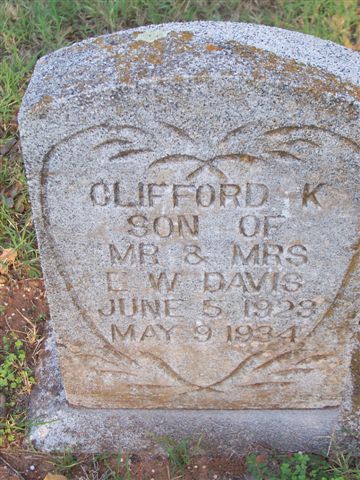 CLIFFORD K
SON OF
MR & MRS
E W DAVIS
JUNE 5 1923
MAY 9 1934